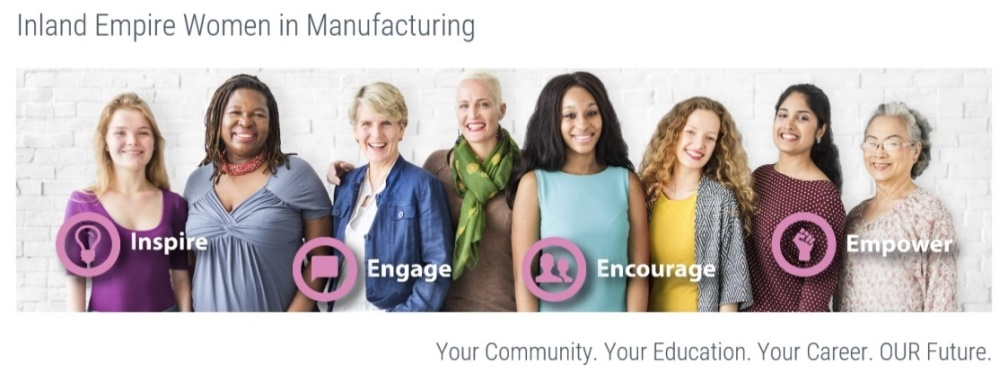 Inland Empire Women in Manufacturing
Inspire
Engage
Encourage
Empower
Your Community. Your Education. Your Career. OUR Future.